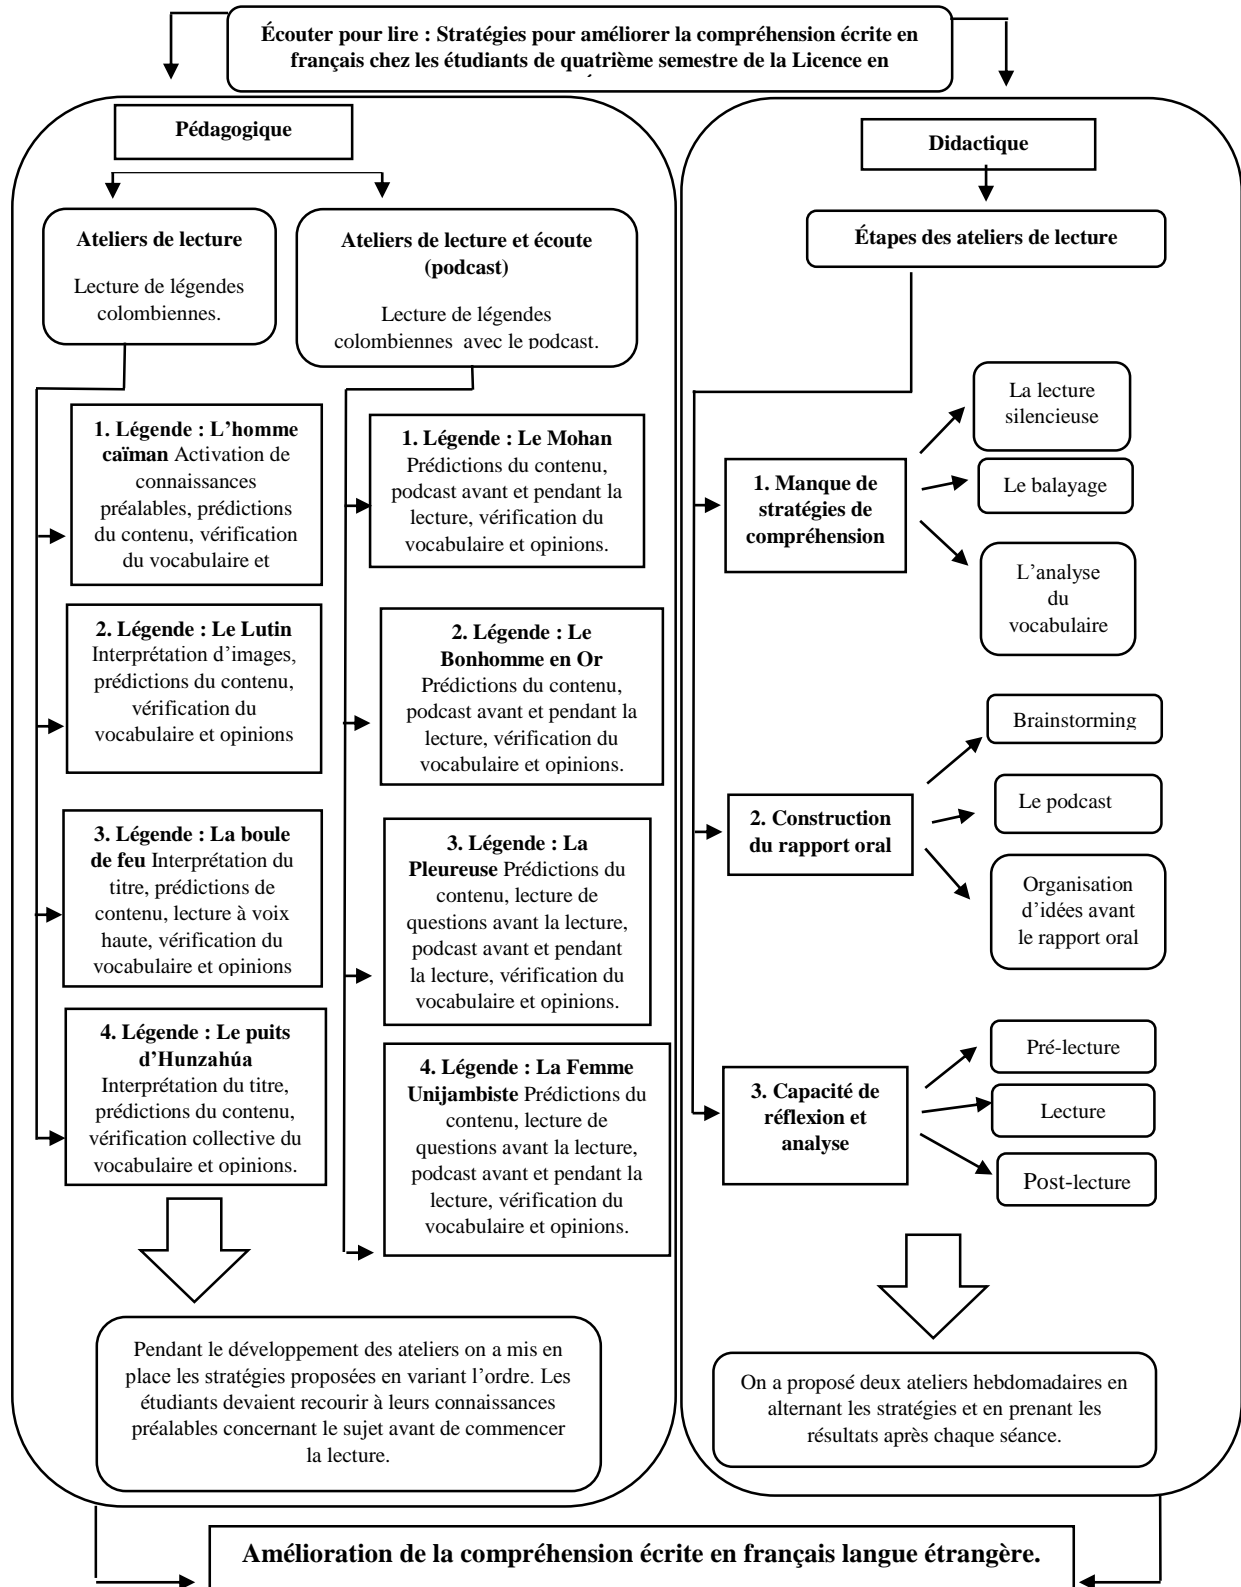 Écouter pour lire : Stratégies pour améliorer la compréhension écrite en
français chez les étudiants de quatrième semestre de la Licence en
Pédagogique
Ateliers de lecture
Lecture de légendes
colombiennes.
Ateliers de lecture et écoute
(podcast)
Lecture de légendes
colombiennes avec le podcast.
1. Légende : L’homme
caïman Activation de
connaissances
préalables, prédictions
du contenu, vérification
du vocabulaire et
2. Légende : Le Lutin
Interprétation d’images,
prédictions du contenu,
vérification du
vocabulaire et opinions
3. Légende : La boule
de feu Interprétation du
titre, prédictions de
contenu, lecture à voix
haute, vérification du
vocabulaire et opinions
4. Légende : Le puits
d’Hunzahúa
Interprétation du titre,
prédictions du contenu,
vérification collective du
vocabulaire et opinions.
1. Légende : Le Mohan
Prédictions du contenu,
podcast avant et pendant la
lecture, vérification du
vocabulaire et opinions.
2. Légende : Le
Bonhomme en Or
Prédictions du contenu,
podcast avant et pendant la
lecture, vérification du
vocabulaire et opinions.
3. Légende : La
Pleureuse Prédictions du
contenu, lecture de
questions avant la lecture,
podcast avant et pendant
la lecture, vérification du
vocabulaire et opinions.
4. Légende : La Femme
Unijambiste Prédictions du
contenu, lecture de
questions avant la lecture,
podcast avant et pendant la
lecture, vérification du
vocabulaire et opinions.
Pendant le développement des ateliers on a mis en
place les stratégies proposées en variant l’ordre. Les
étudiants devaient recourir à leurs connaissances
préalables concernant le sujet avant de commencer
la lecture.
Didactique
Étapes des ateliers de lecture
1. Manque de
stratégies de
compréhension
La lecture
silencieuse
Le balayage
L’analyse
du
vocabulaire
2. Construction
du rapport oral
Brainstorming
Le podcast
Organisation
d’idées avant
le rapport oral
3. Capacité de
réflexion et
analyse
Pré-lecture
Lecture
Post-lecture
On a proposé deux ateliers hebdomadaires en
alternant les stratégies et en prenant les
résultats après chaque séance.
Amélioration de la compréhension écrite en français langue étrangère.